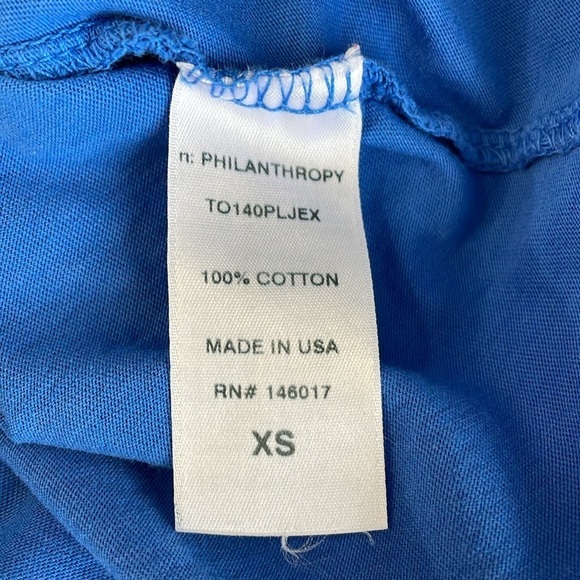 n: PHILANTHROPY
TO140PLJEX
100% COTTON
MADE IN USA
RN# 146017
XS